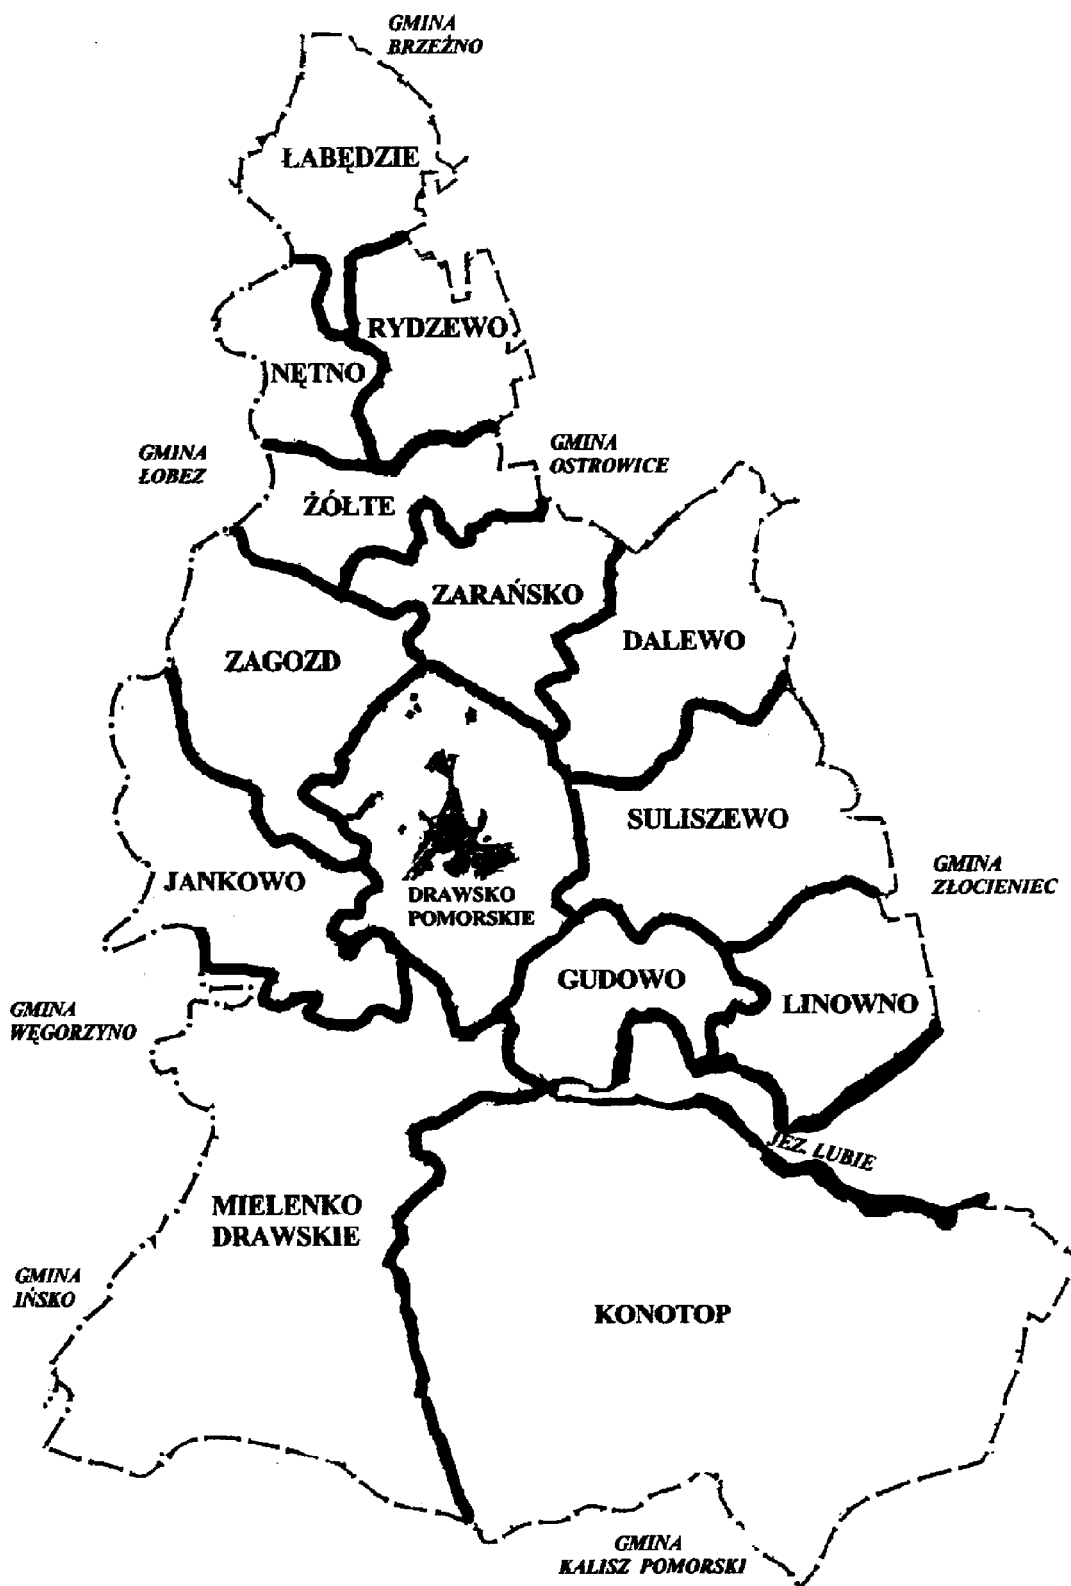 GMINA
BRZEŻNO
ŁABĘDZIE
RYDZEWO
NĘTNO
GMINA
ŁOBEZ
GMINA
OSTROWICE
ŻÓŁTE
ZARAŃSKO
DALEWO
ZAGOZD
SULISZEWO
GMINA
ZŁOCIENIEC
JANKOWO
DRAWSKO
POMORSKIE
GUDOWO
LINOWNO
GMINA
WĘGORZYNO
JEZ. LUBIE
MIELENKO
DRAWSKIE
GMINA
IŃSKO
KONOTOP
GMINA
KALISZ POMORSKI